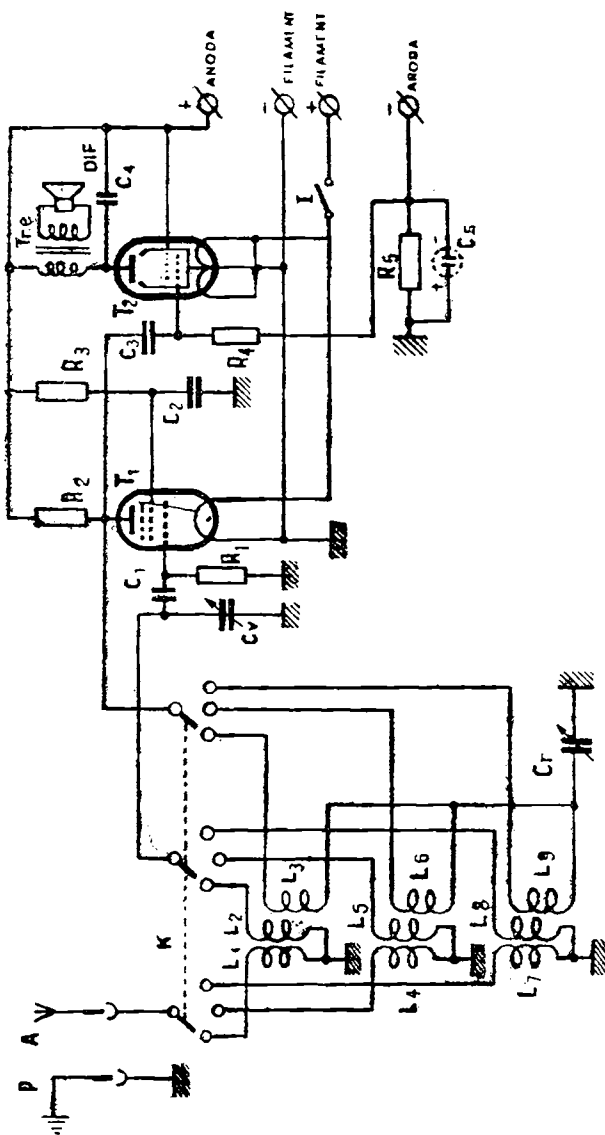 P
A
K
L1
L2
L3
L4
L5
L6
L7
L8
L9
Cr
Cv
C1
R1
T1
R2
R3
C2
C3
R4
T2
Tr.e
DIF
C4
+ ANODA
- FILAMENT
+ FILAMENT
I
- ARODA
R5
+ -
C5